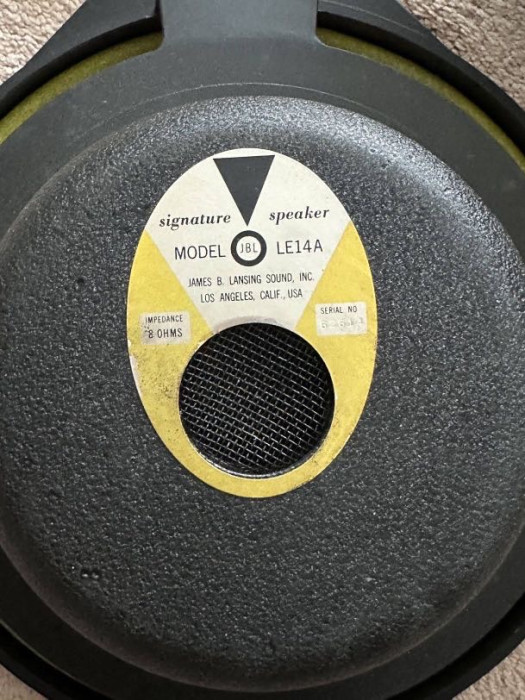 signature speaker
MODEL JBL LE14A
JAMES B. LANSING SOUND, INC.
LOS ANGELES, CALIF., USA
IMPEDANCE
8 OHMS
SERIAL NO